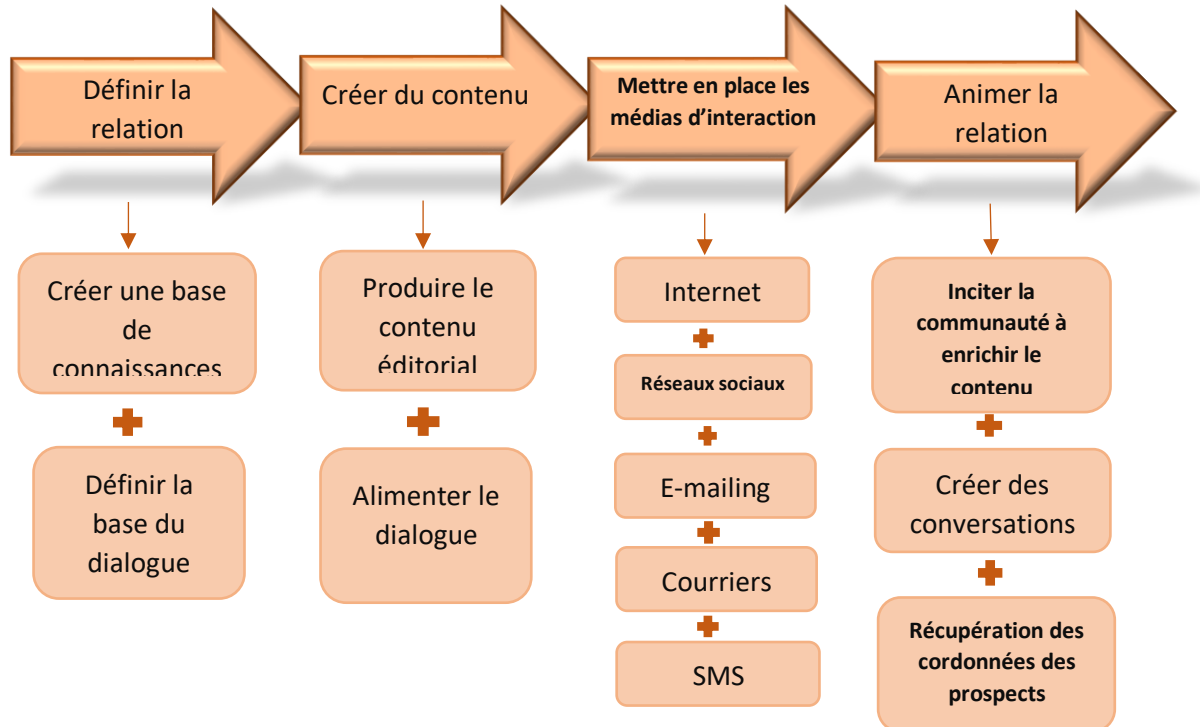 Définir la
relation
Créer du contenu
Mettre en place les
médias d’interaction
Animer la
relation
Créer une base
de
connaissances
Définir la
base du
dialogue
Produire le
contenu
éditorial
Alimenter le
dialogue
Internet
Réseaux sociaux
E-mailing
Courriers
SMS
Inciter la
communauté à
enrichir le
contenu
Créer des
conversations
Récupération des
cordonnées des
prospects